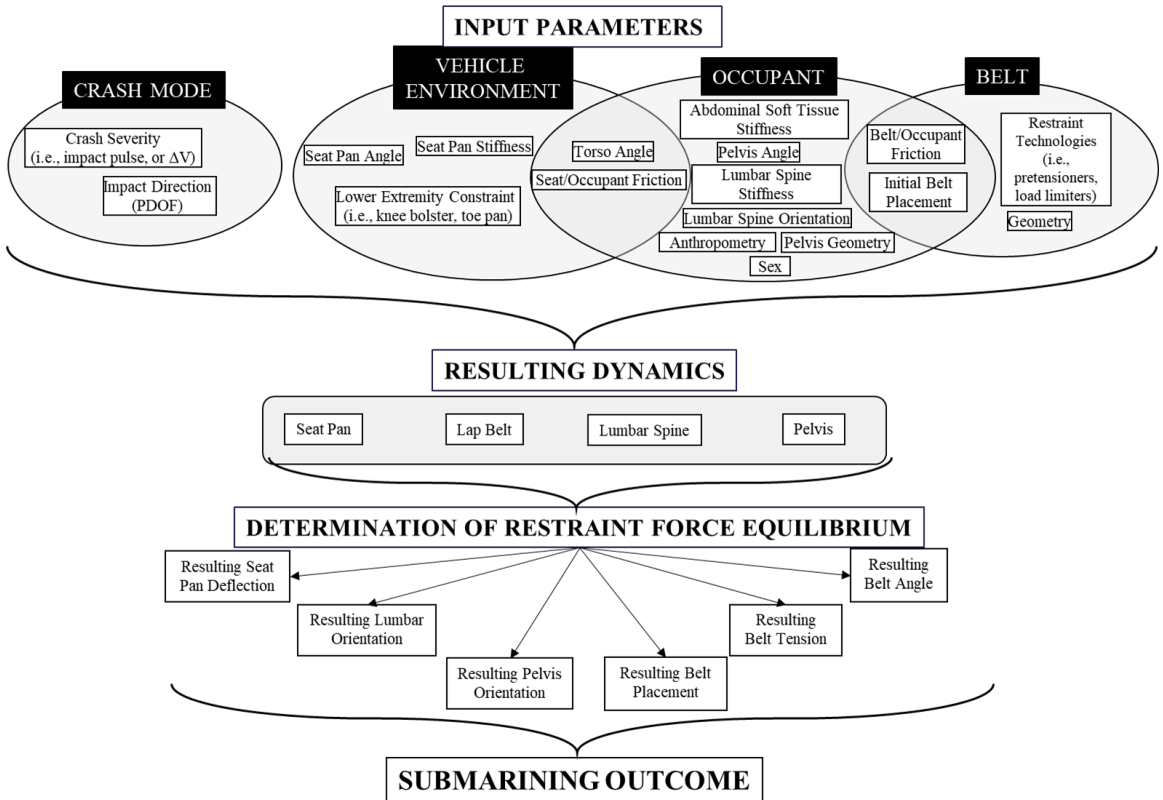 INPUT PARAMETERS
CRASH MODE
Crash Severity
(i.e., impact pulse, or ΔV)
Impact Direction
(PDOF)
VEHICLE
ENVIRONMENT
Seat Pan Angle
Seat Pan Stiffness
Lower Extremity Constraint
(i.e., knee bolster, toe pan)
Torso Angle
Seat/Occupant Friction
OCCUPANT
Abdominal Soft Tissue
Stiffness
Pelvis Angle
Lumbar Spine
Stiffness
Lumbar Spine Orientation
Anthropometry
Pelvis Geometry
Sex
Belt/Occupant
Friction
Initial Belt
Placement
BELT
Restraint
Technologies
(i.e.,
pretensioners,
load limiters)
Geometry
RESULTING DYNAMICS
Seat Pan
Lap Belt
Lumbar Spine
Pelvis
DETERMINATION OF RESTRAINT FORCE EQUILIBRIUM
Resulting Seat
Pan Deflection
Resulting Lumbar
Orientation
Resulting Pelvis
Orientation
Resulting Belt
Placement
Resulting
Belt Tension
Resulting
Belt Angle
SUBMARINING OUTCOME